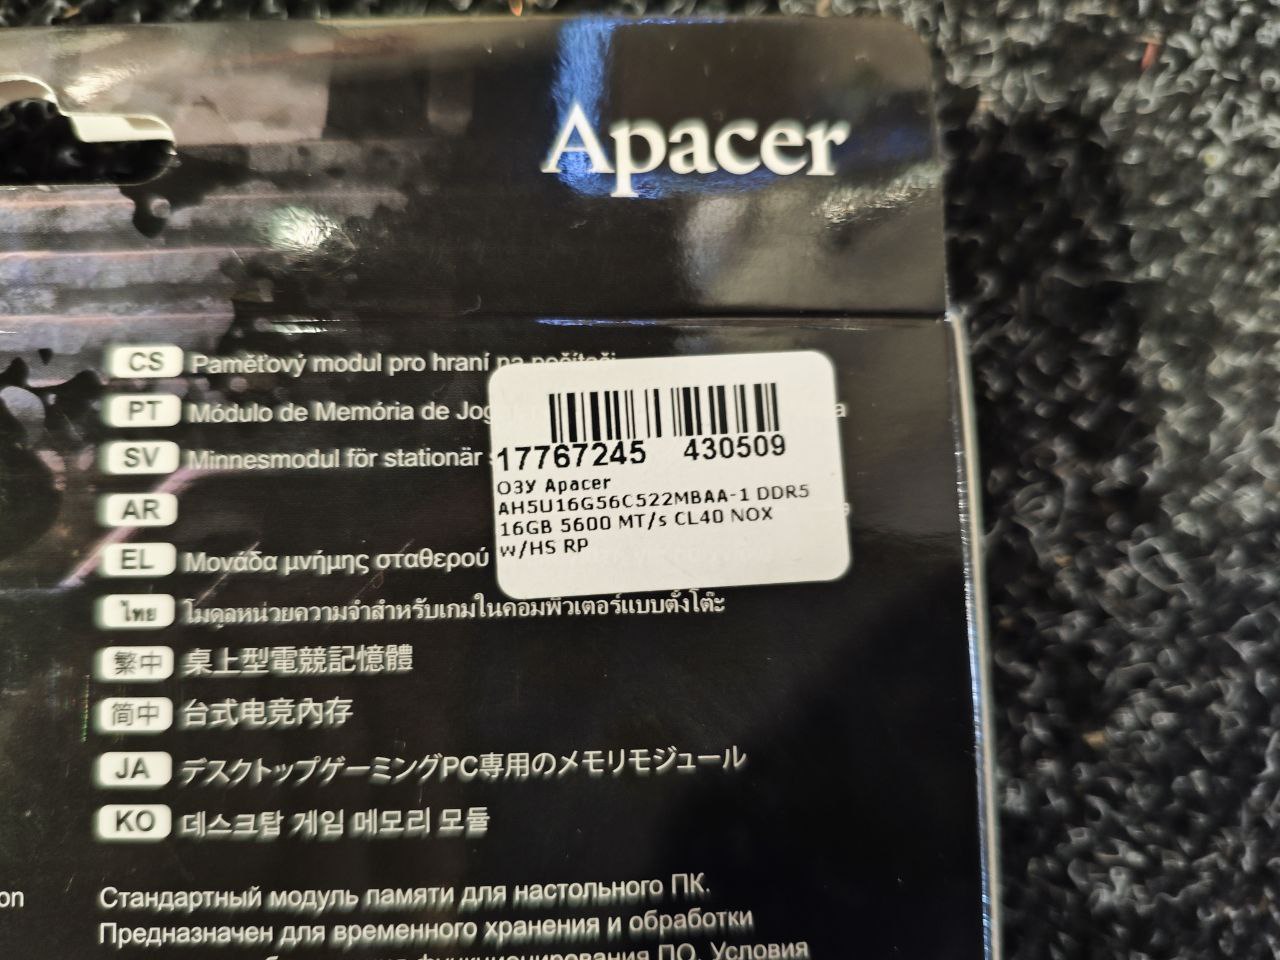 Apacer
CS Paměťový modul pro hraní na počítači
PT Módulo de Memória de Jog
SV Minnesmodul för stationär
17767245 430509
ОЗУ Apacer
AH5U16G56C522MBAA-1 DDR5
16GB 5600 MT/s CL40 NOX
w/HS RP
AR
EL Μονάδα μνήμης σταθερού
ไทย โมดูลหน่วยความจำสำหรับเกมในคอมพิวเตอร์แบบตั้งโต๊ะ
繁中 桌上型電競記憶體
简中 台式电竞內存
JA デスクトップゲーミングPC専用のメモリモジュール
KO 데스크탑 게임 메모리 모듈
on
Стандартный модуль памяти для настольного ПК.
Предназначен для временного хранения и обработки
функционирования ПО. Условия